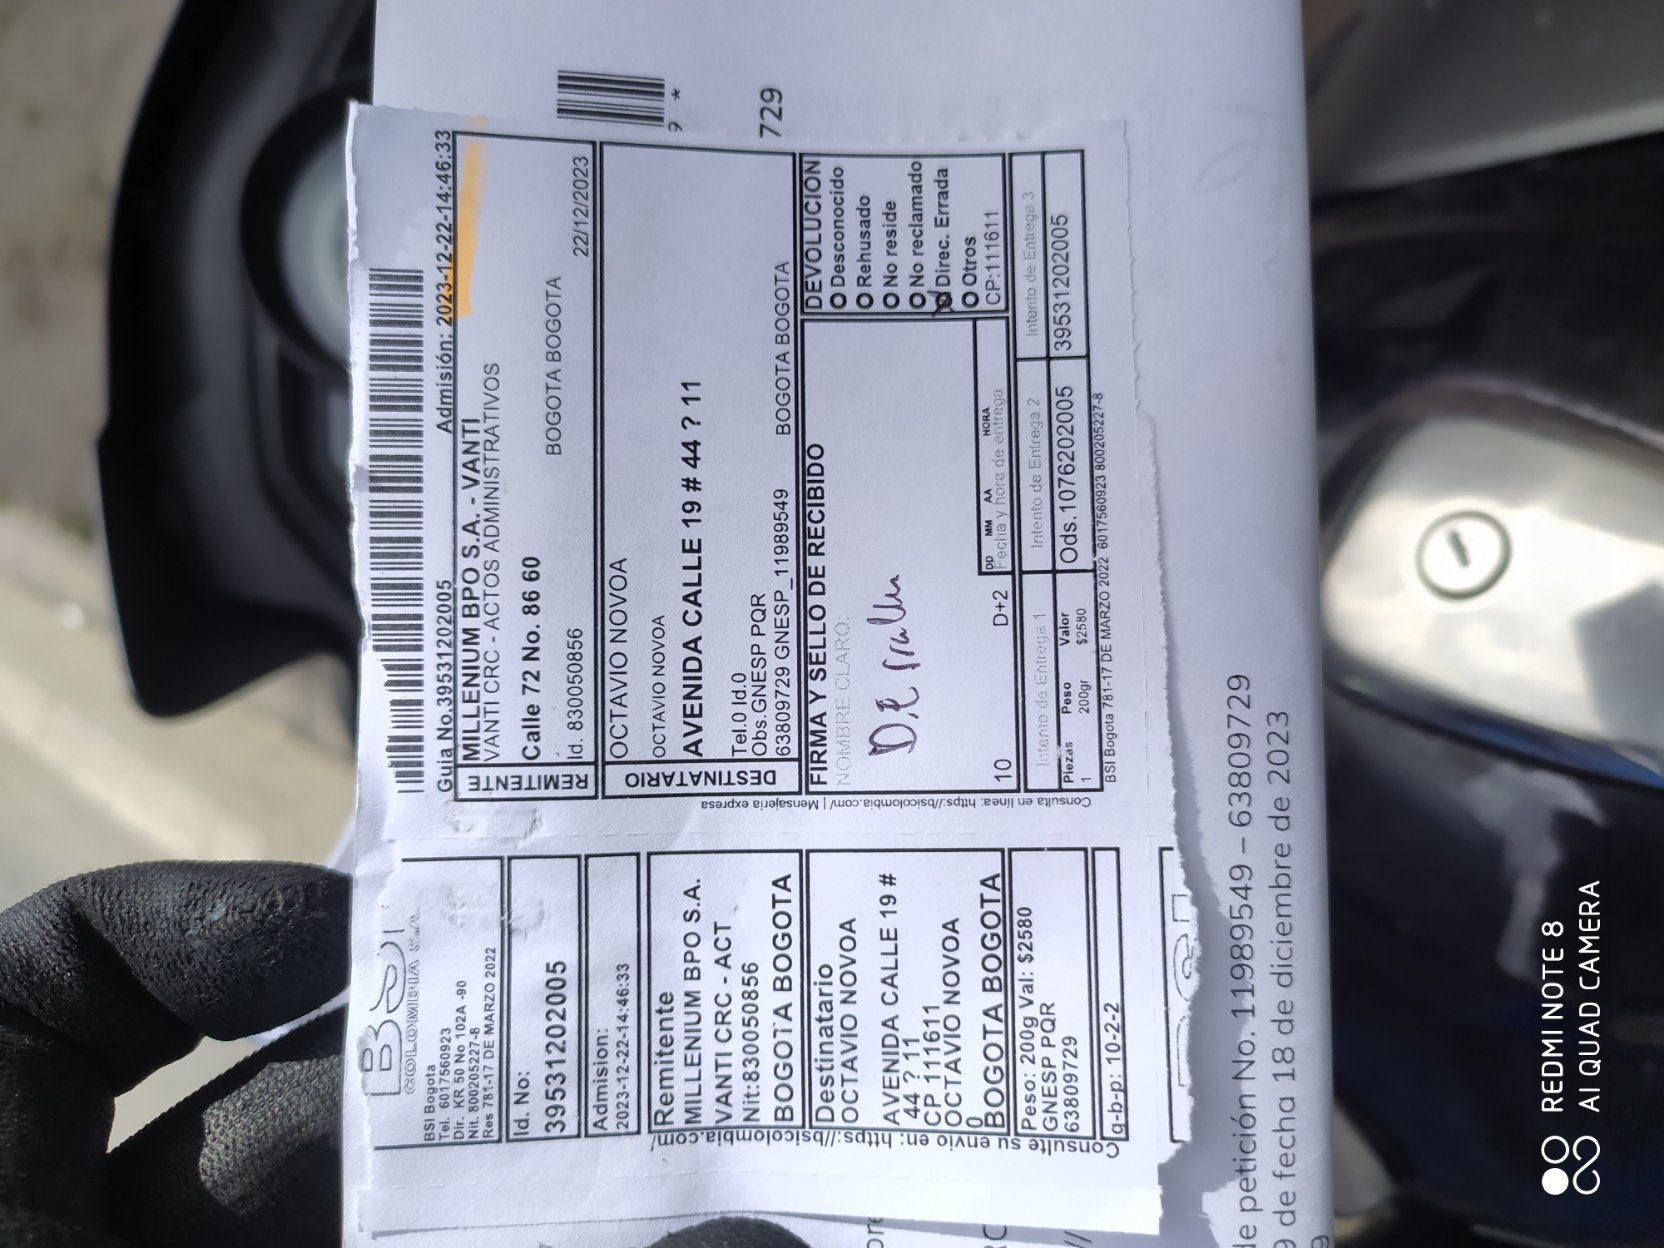 BSI
COLOMBIA S.A
BSI Bogota
Tel. 6017560923
Dir. KR 50 No 102A -90
Nit. 800205227-8
Res 781-17 DE MARZO 2022
Id. No:
39531202005
Admision:
2023-12-22-14:46:33
Remitente
MILLENIUM BPO S.A.
VANTI CRC - ACT
Nit:830050856
BOGOTA BOGOTA
Destinatario
OCTAVIO NOVOA
AVENIDA CALLE 19 #
44 ? 11
CP 111611
OCTAVIO NOVOA
0
BOGOTA BOGOTA
Peso: 200g Val: $2580
GNESP PQR
63809729
g-b-p: 10-2-2
Consulte su envio en: https://bsicolombia.com/
Guia No.39531202005 Admisión: 2023-12-22-14:46:33
REMITENTE
MILLENIUM BPO S.A. - VANTI
VANTI CRC - ACTOS ADMINISTRATIVOS
Calle 72 No. 86 60
BOGOTA BOGOTA
Id. 830050856 22/12/2023
DESTINATARIO
OCTAVIO NOVOA
OCTAVIO NOVOA
AVENIDA CALLE 19 # 44 ? 11
Tel.0 Id.0
Obs.GNESP PQR
63809729 GNESP_11989549 BOGOTA BOGOTA
FIRMA Y SELLO DE RECIBIDO
NOMBRE CLARO:
10 D+2
DD MM AA HORA
Fecha y hora de entrega
DEVOLUCION
Desconocido
Rehusado
No reside
No reclamado
Direc. Errada
Otros
CP:111611
Intento de Entrega 1 Intento de Entrega 2 Intento de Entrega 3
Piezas Peso Valor
1 200gr $2580
Ods.1076202005 39531202005
BSI Bogota 781-17 DE MARZO 2022 6017560923 800205227-8
Consulta en linea: https://bsicolombia.com/ | Mensajeria expresa
9 *
729
de petición No. 119895549 – 63809729
9 de fecha 18 de diciembre de 2023
REDMI NOTE 8
AI QUAD CAMERA